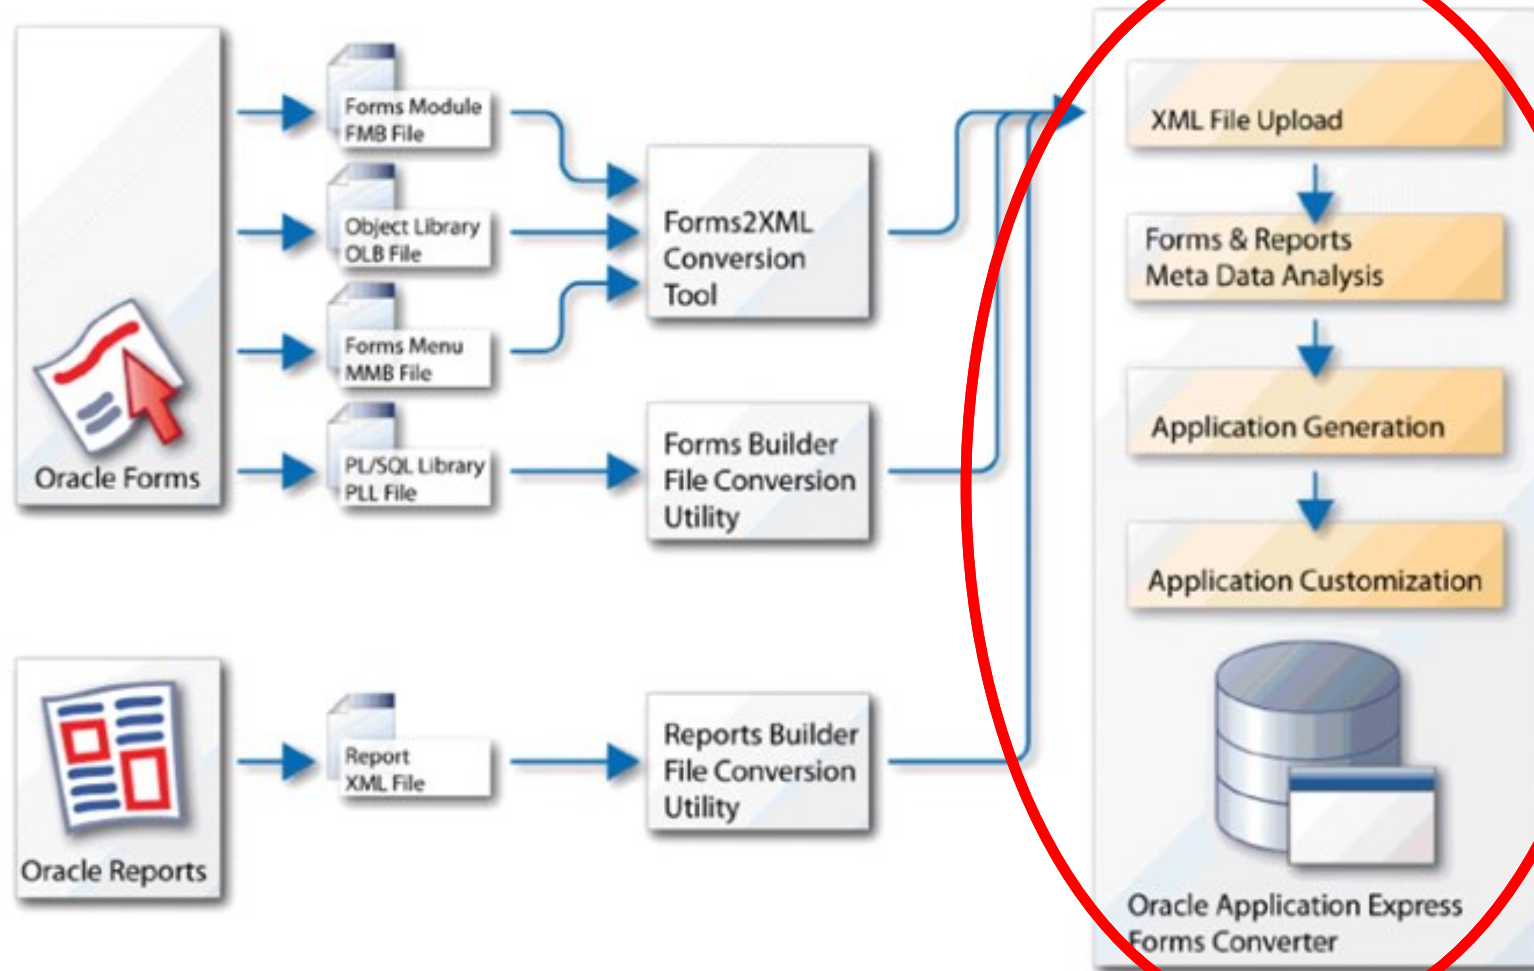 Oracle Forms
Forms Module
FMB File
Object Library
OLB File
Forms Menu
MMB File
PL/SQL Library
PLL File
Forms2XML
Conversion
Tool
Forms Builder
File Conversion
Utility
Oracle Reports
Report
XML File
Reports Builder
File Conversion
Utility
XML File Upload
Forms & Reports
Meta Data Analysis
Application Generation
Application Customization
Oracle Application Express
Forms Converter